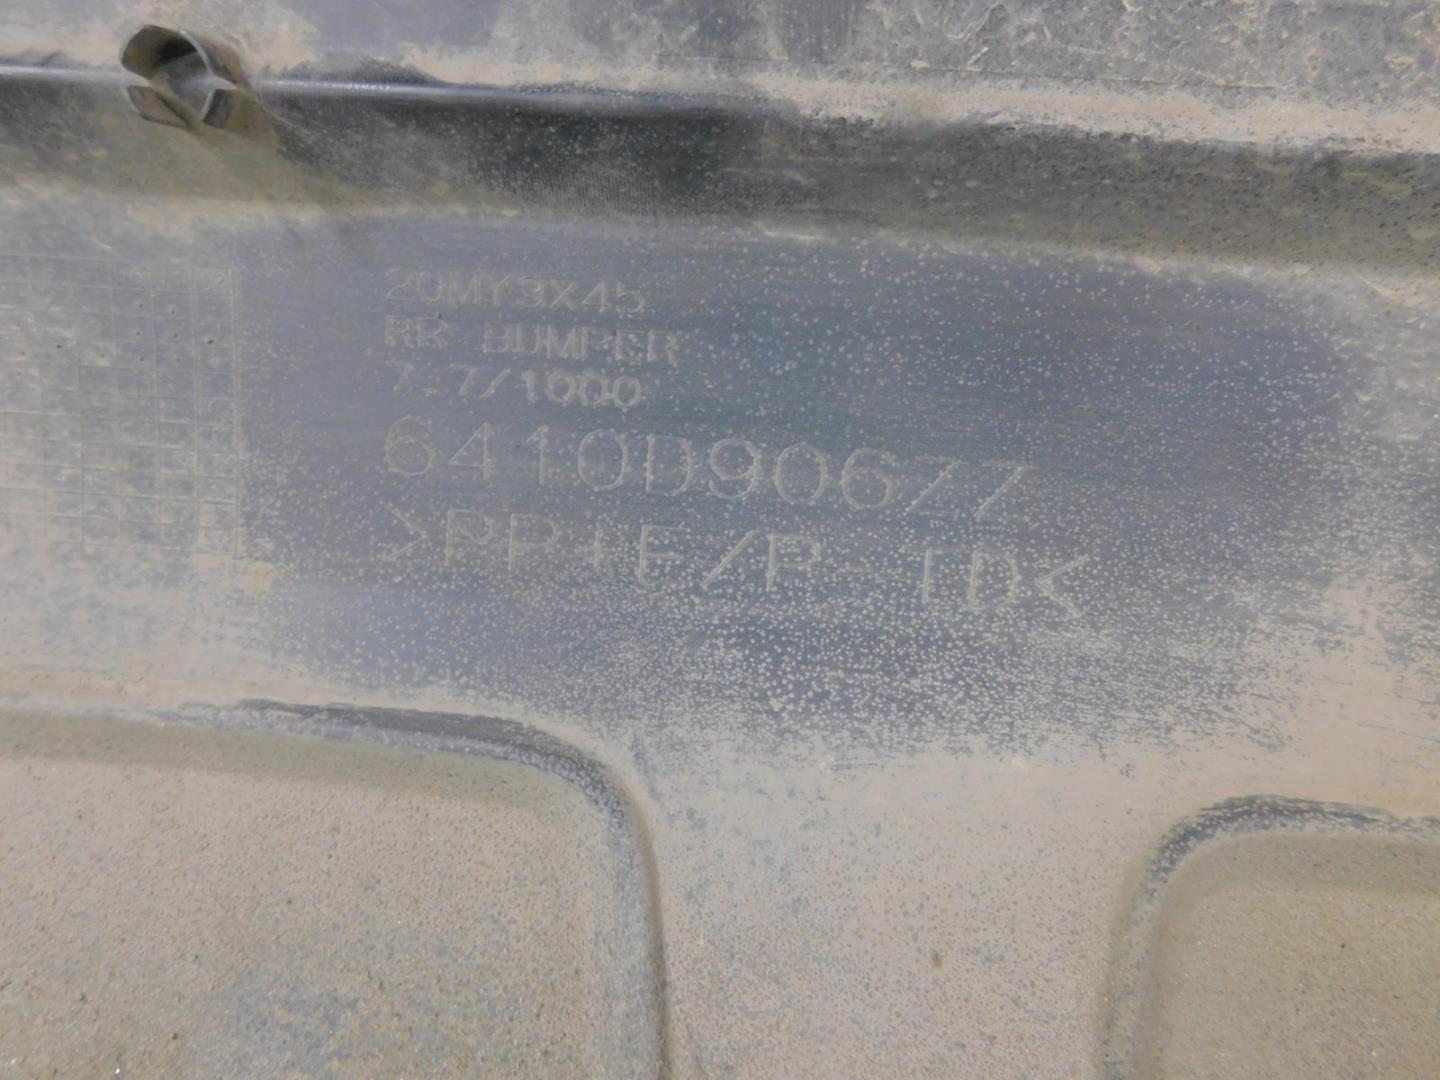 20MY3X45
RR BUMPER
7.7/1000
6410D906ZZ
>PP+E/P-TD<